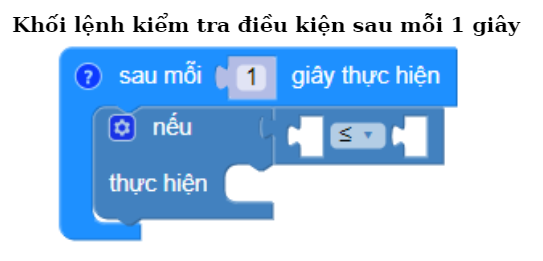 Khối lệnh kiểm tra điều kiện sau mỗi 1 giây
? sau mỗi 1 giây thực hiện
nếu ≤
thực hiện